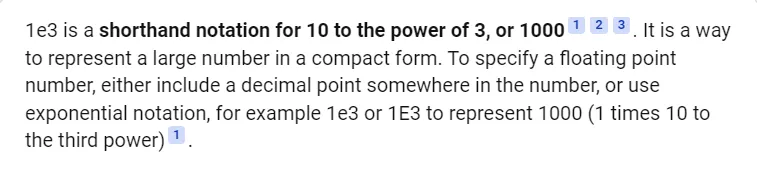 1e3 is a shorthand notation for 10 to the power of 3, or 1000 1 2 3 . It is a way
to represent a large number in a compact form. To specify a floating point
number, either include a decimal point somewhere in the number, or use
exponential notation, for example 1e3 or 1E3 to represent 1000 (1 times 10 to
the third power) 1 .